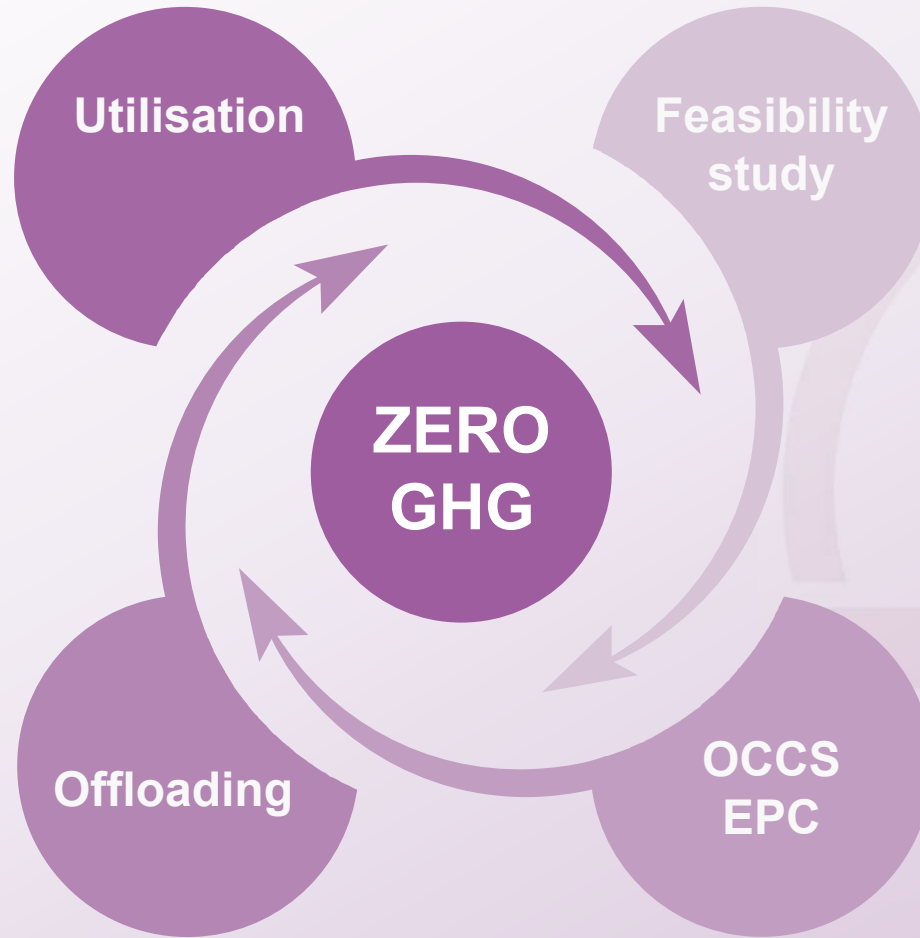 Utilisation
Feasibility
study
ZERO
GHG
Offloading
OCCS
EPC